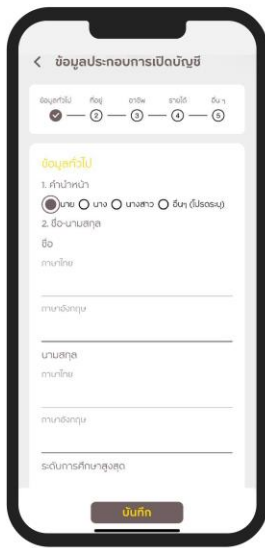 ข้อมูลประกอบการเปิดบัญชี
ข้อมูลทั่วไป ที่อยู่ อาชีพ รายได้ อื่น ๆ
2 3 4 5
ข้อมูลทั่วไป
1. คำนำหน้า
นาย นาง นางสาว อื่นๆ (โปรดระบุ)
2. ชื่อ-นามสกุล
ชื่อ
ภาษาไทย
ภาษาอังกฤษ
นามสกุล
ภาษาไทย
ภาษาอังกฤษ
ระดับการศึกษาสูงสุด
บันทึก